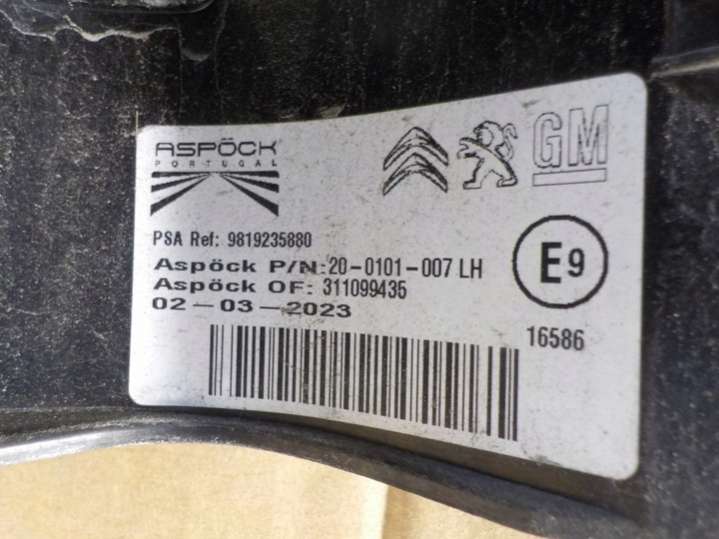 ASPÖCK
PORTUGAL
GM
PSA Ref: 9819235880
Aspöck P/N:20-0101-007 LH
Aspöck OF: 311099435
02-03-2023
E9
16586